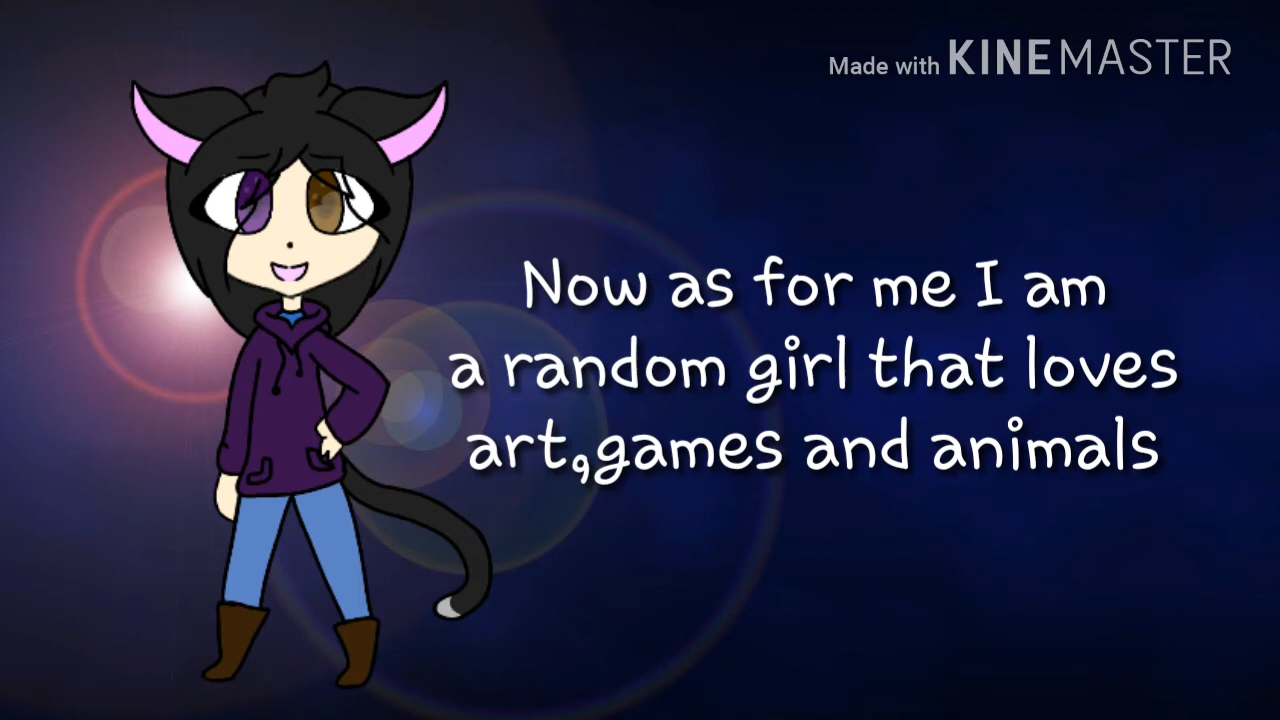 Made with KINEMASTER
Now as for me I am
a random girl that loves
art,games and animals